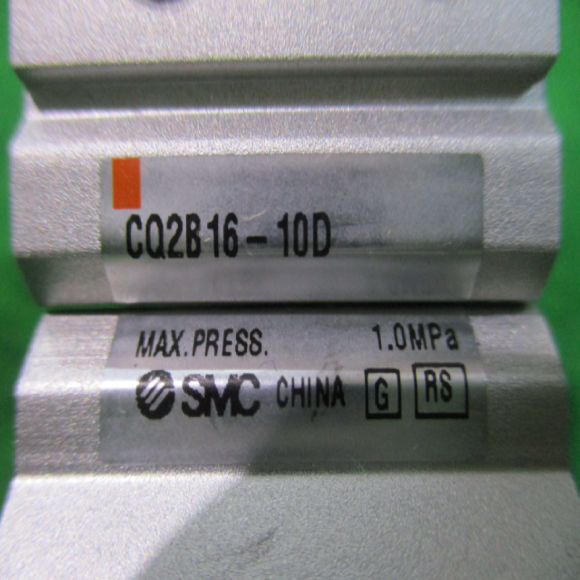 CQ2B16-10D
MAX.PRESS. 1.0MPa
SMC CHINA G RS